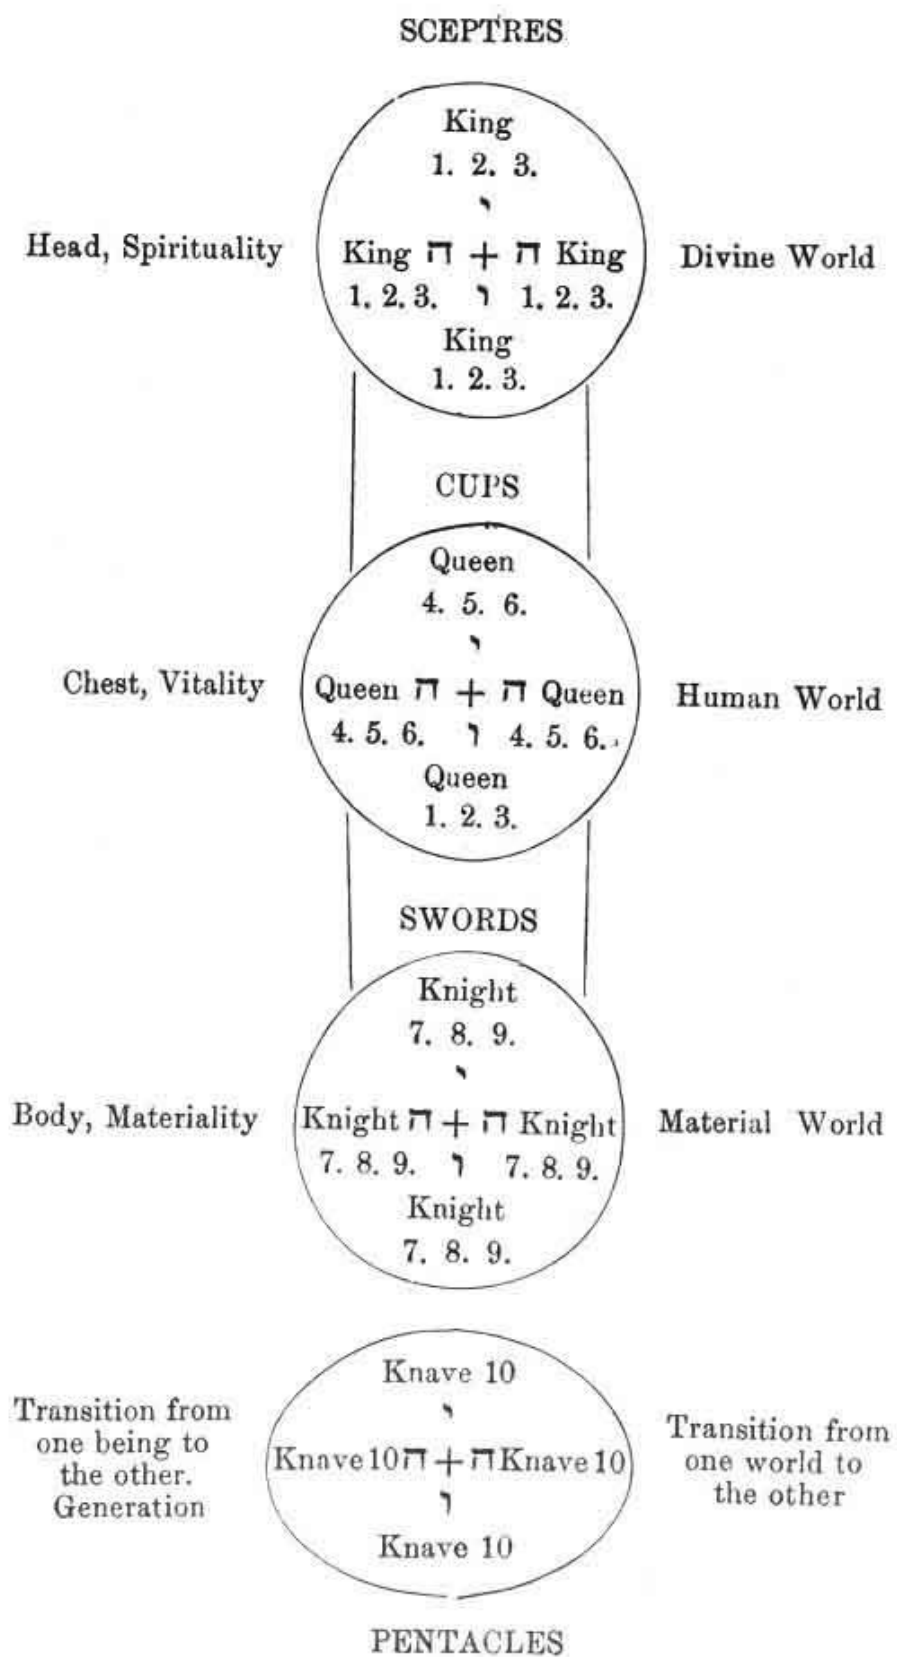 SCEPTRES
King
1. 2. 3.
י
Head, Spirituality
King ה + ה King
Divine World
1. 2. 3. ו 1. 2. 3.
King
1. 2. 3.
CUPS
Queen
4. 5. 6.
י
Chest, Vitality
Queen ה + ה Queen
Human World
4. 5. 6. ו 4. 5. 6.
Queen
1. 2. 3.
SWORDS
Knight
7. 8. 9.
י
Body, Materiality
Knight ה + ה Knight
Material World
7. 8. 9. ו 7. 8. 9.
Knight
7. 8. 9.
Knave 10
י
Transition from
one being to
the other.
Generation
Knave 10 ה + ה Knave 10
Transition from
one world to
the other
ו
Knave 10
PENTACLES